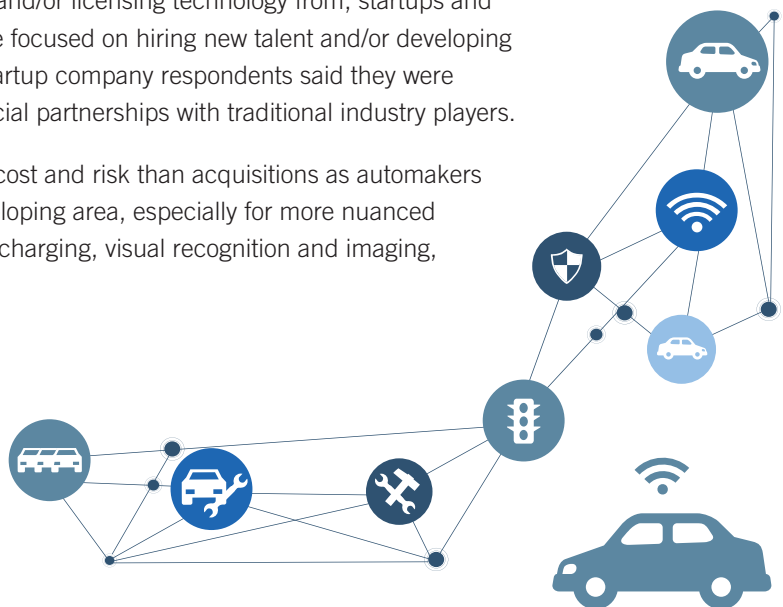 and/or licensing technology from, startups and
e focused on hiring new talent and/or developing
artup company respondents said they were
cial partnerships with traditional industry players.
cost and risk than acquisitions as automakers
loping area, especially for more nuanced
charging, visual recognition and imaging,